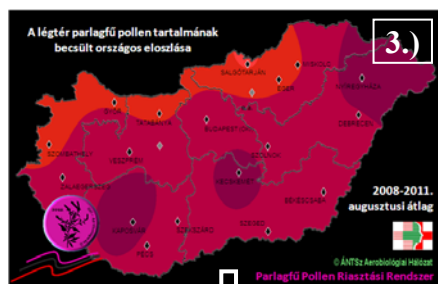 A légtér parlagfű pollen tartalmának
becsült országos eloszlása
3.)
SALGÓTARJÁN
MISKOLC
EGER
NYÍREGYHÁZA
GYŐR
TATABÁNYA
BUDAPEST
DEBRECEN
SZOMBATHELY
VESZPRÉM
SZOLNOK
ZALAEGERSZEG
KECSKEMÉT
BÉKÉSCSABA
KAPOSVÁR
SZEKSZÁRD
SZEGED
PÉCS
2008-2011.
augusztusi átlag
© ÁNTSz Aerobiológiai Hálózat
Parlagfű Pollen Riasztási Rendszer